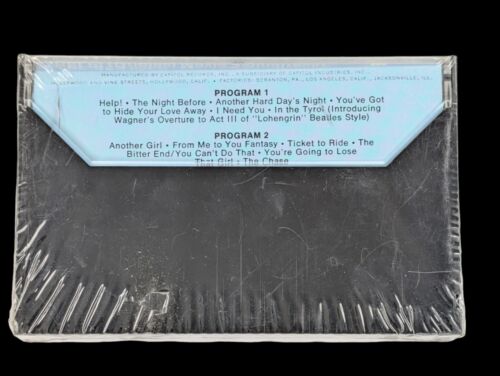 MANUFACTURED BY CAPITOL RECORDS, INC., A SUBSIDIARY OF CAPITOL INDUSTRIES, INC.,
HOLLYWOOD AND VINE STREETS, HOLLYWOOD, CALIF. • FACTORIES: SCRANTON, PA., LOS ANGELES, CALIF., JACKSONVILLE, ILL.
PROGRAM 1
Help! • The Night Before • Another Hard Day's Night • You've Got
to Hide Your Love Away • I Need You • In the Tyrol (Introducing
Wagner's Overture to Act III of "Lohengrin" Beatles Style)
PROGRAM 2
Another Girl • From Me to You Fantasy • Ticket to Ride • The
Bitter End/You Can't Do That • You're Going to Lose
That Girl • The Chase